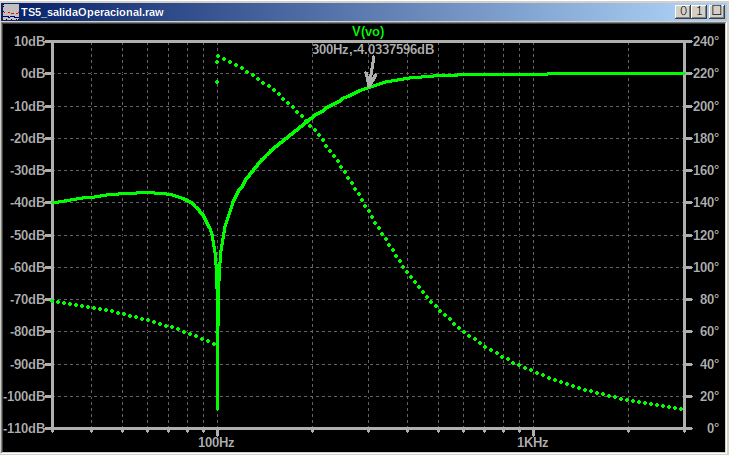 TS5_salidaOperacional.raw
V(vo)
300Hz,-4.0337596dB
10dB 240°
0dB 220°
-10dB 200°
-20dB 180°
-30dB 160°
-40dB 140°
-50dB 120°
-60dB 100°
-70dB 80°
-80dB 60°
-90dB 40°
-100dB 20°
-110dB 0°
100Hz 1KHz